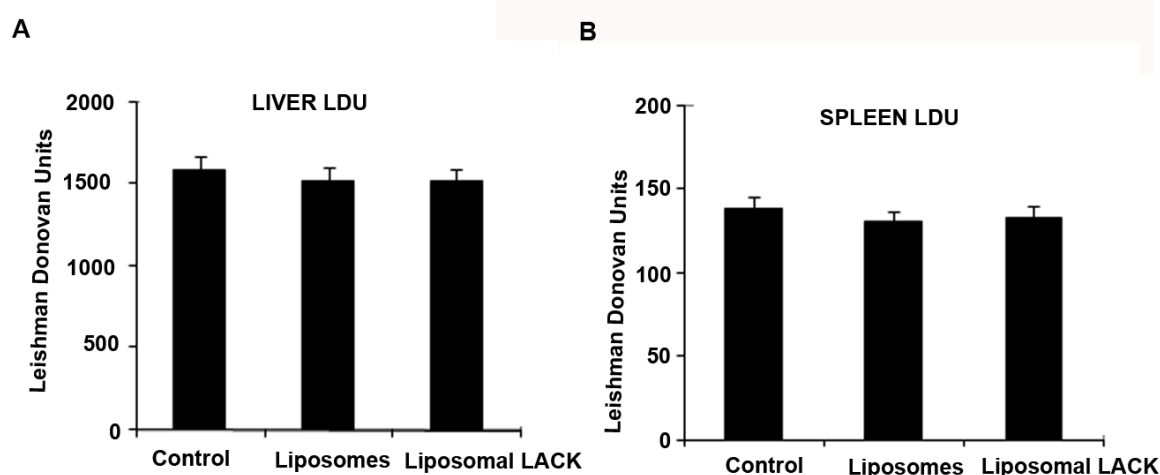 A
LIVER LDU
Leishman Donovan Units
2000
1500
1000
500
0
Control Liposomes Liposomal LACK
B
SPLEEN LDU
Leishman Donovan Units
200
150
100
50
0
Control Liposomes Liposomal LACK